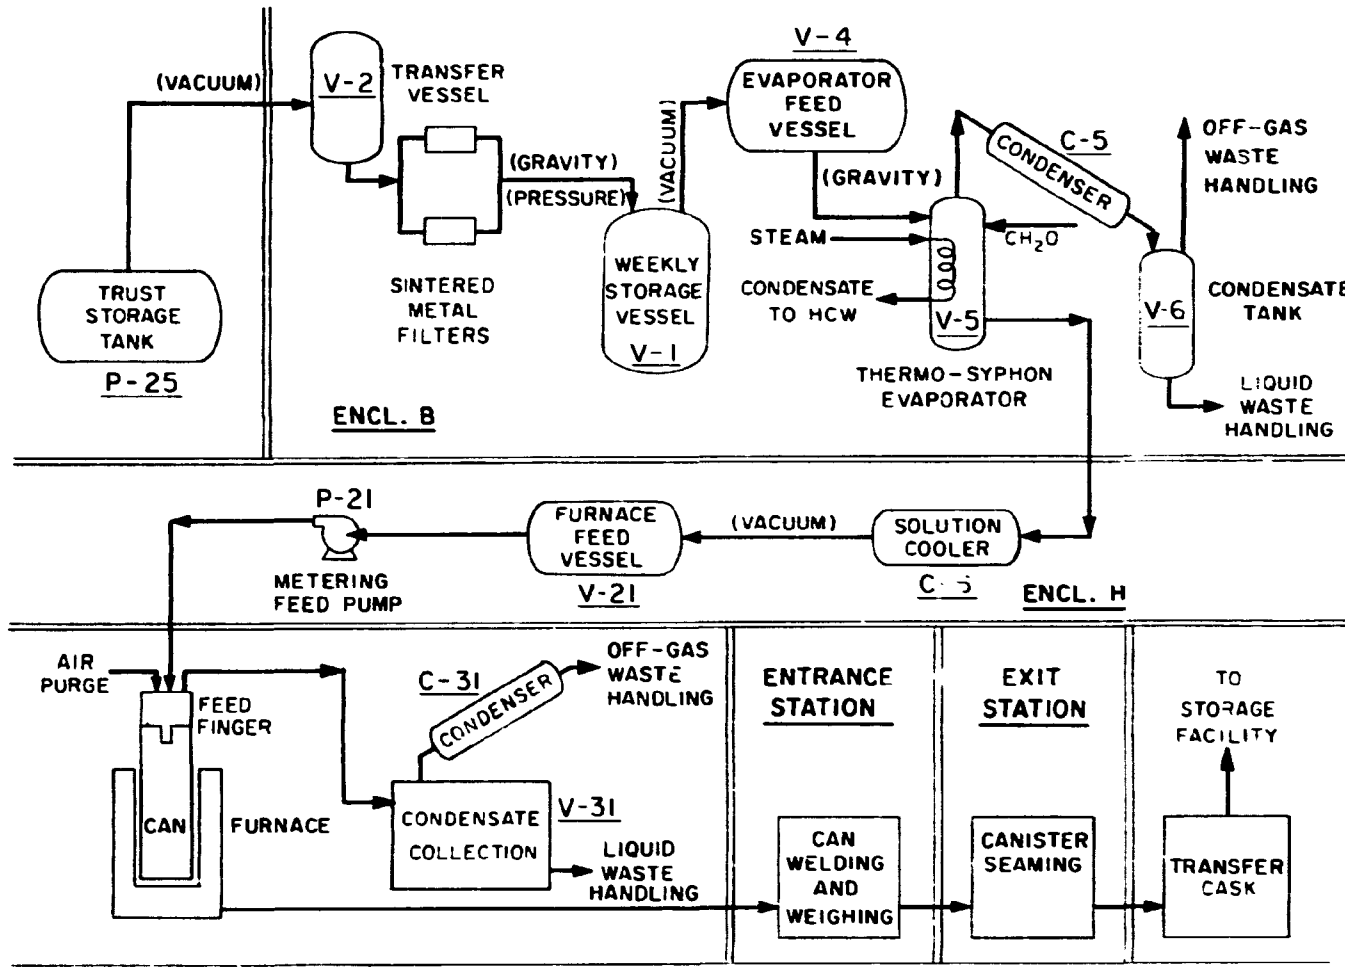 V-4
(VACUUM)
V-2
TRANSFER
VESSEL
(GRAVITY)
(PRESSURE)
(VACUUM)
EVAPORATOR
FEED
VESSEL
(GRAVITY)
C-5
CONDENSER
OFF-GAS
WASTE
HANDLING
STEAM
CH₂O
CONDENSATE
TO HCW
V-5
V-6
CONDENSATE
TANK
TRUST
STORAGE
TANK
P-25
SINTERED
METAL
FILTERS
WEEKLY
STORAGE
VESSEL
V-1
THERMO-SYPHON
EVAPORATOR
LIQUID
WASTE
HANDLING
ENCL. B
P-21
METERING
FEED PUMP
FURNACE
FEED
VESSEL
V-21
(VACUUM)
SOLUTION
COOLER
ENCL. H
AIR
PURGE
FEED
FINGER
CAN
FURNACE
C-31
CONDENSER
OFF-GAS
WASTE
HANDLING
CONDENSATE
COLLECTION
V-31
LIQUID
WASTE
HANDLING
ENTRANCE
STATION
CAN
WELDING
AND
WEIGHING
EXIT
STATION
CANISTER
SEAMING
TO
STORAGE
FACILITY
TRANSFER
CASK